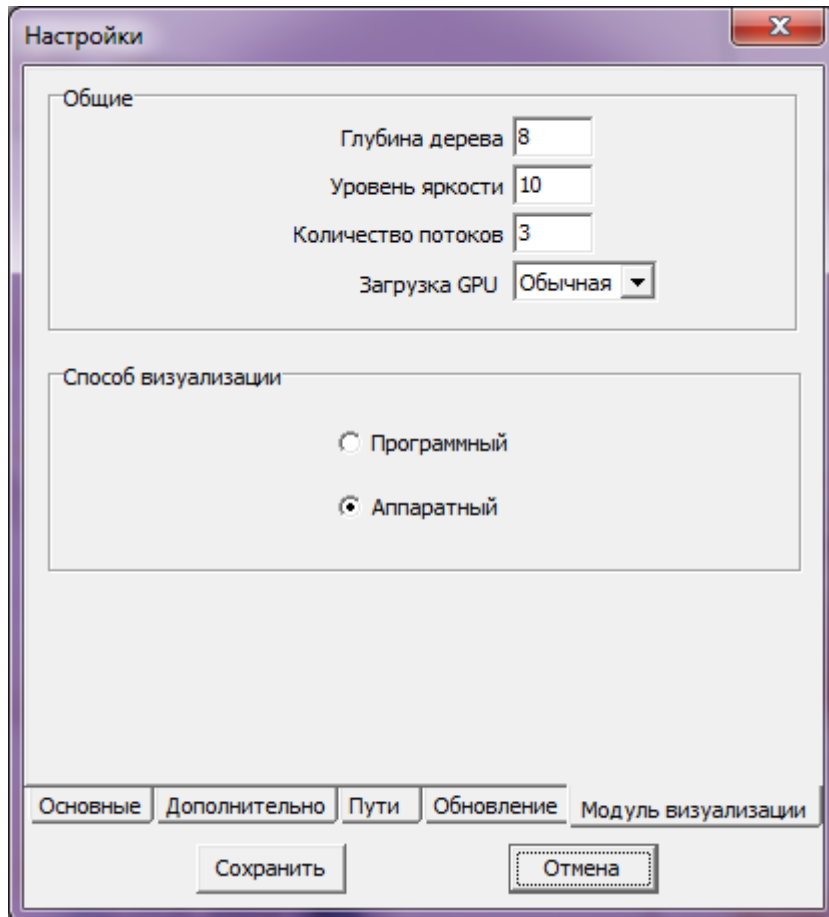 Настройки
Общие
Глубина дерева 8
Уровень яркости 10
Количество потоков 3
Загрузка GPU Обычная
Способ визуализации
Программный
Аппаратный
Основные Дополнительно Пути Обновление Модуль визуализации
Сохранить Отмена